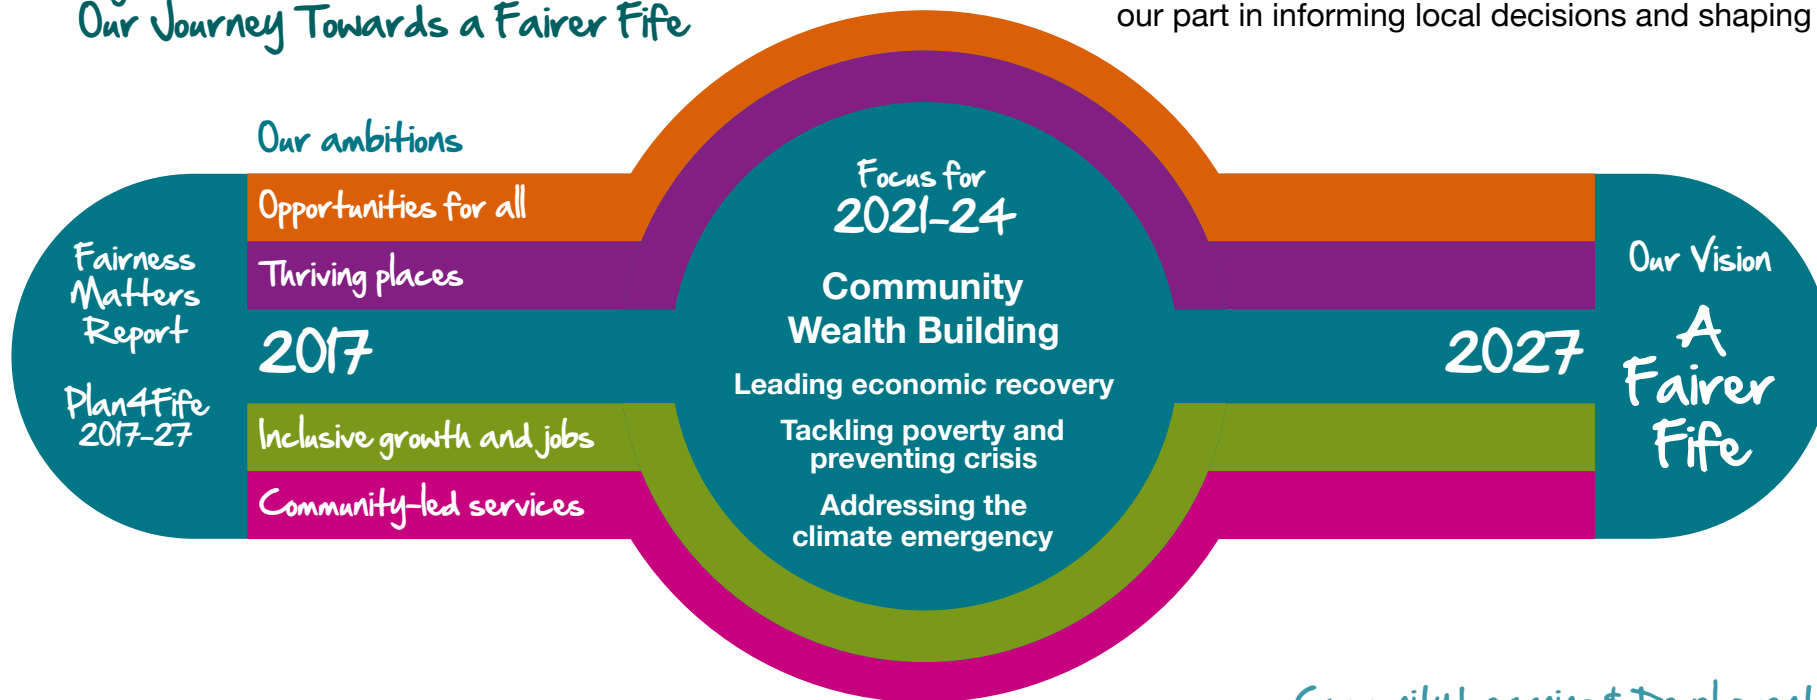 Our Journey Towards a Fairer Fife
our part in informing local decisions and shaping
Our ambitions
Opportunities for all
Thriving places
2017
Inclusive growth and jobs
Community-led services
Fairness
Matters
Report
Plan4Fife
2017-27
Focus for
2021-24
Community
Wealth Building
Leading economic recovery
Tackling poverty and
preventing crisis
Addressing the
climate emergency
2027
Our Vision
A
Fairer
Fife
Community Learning & Development